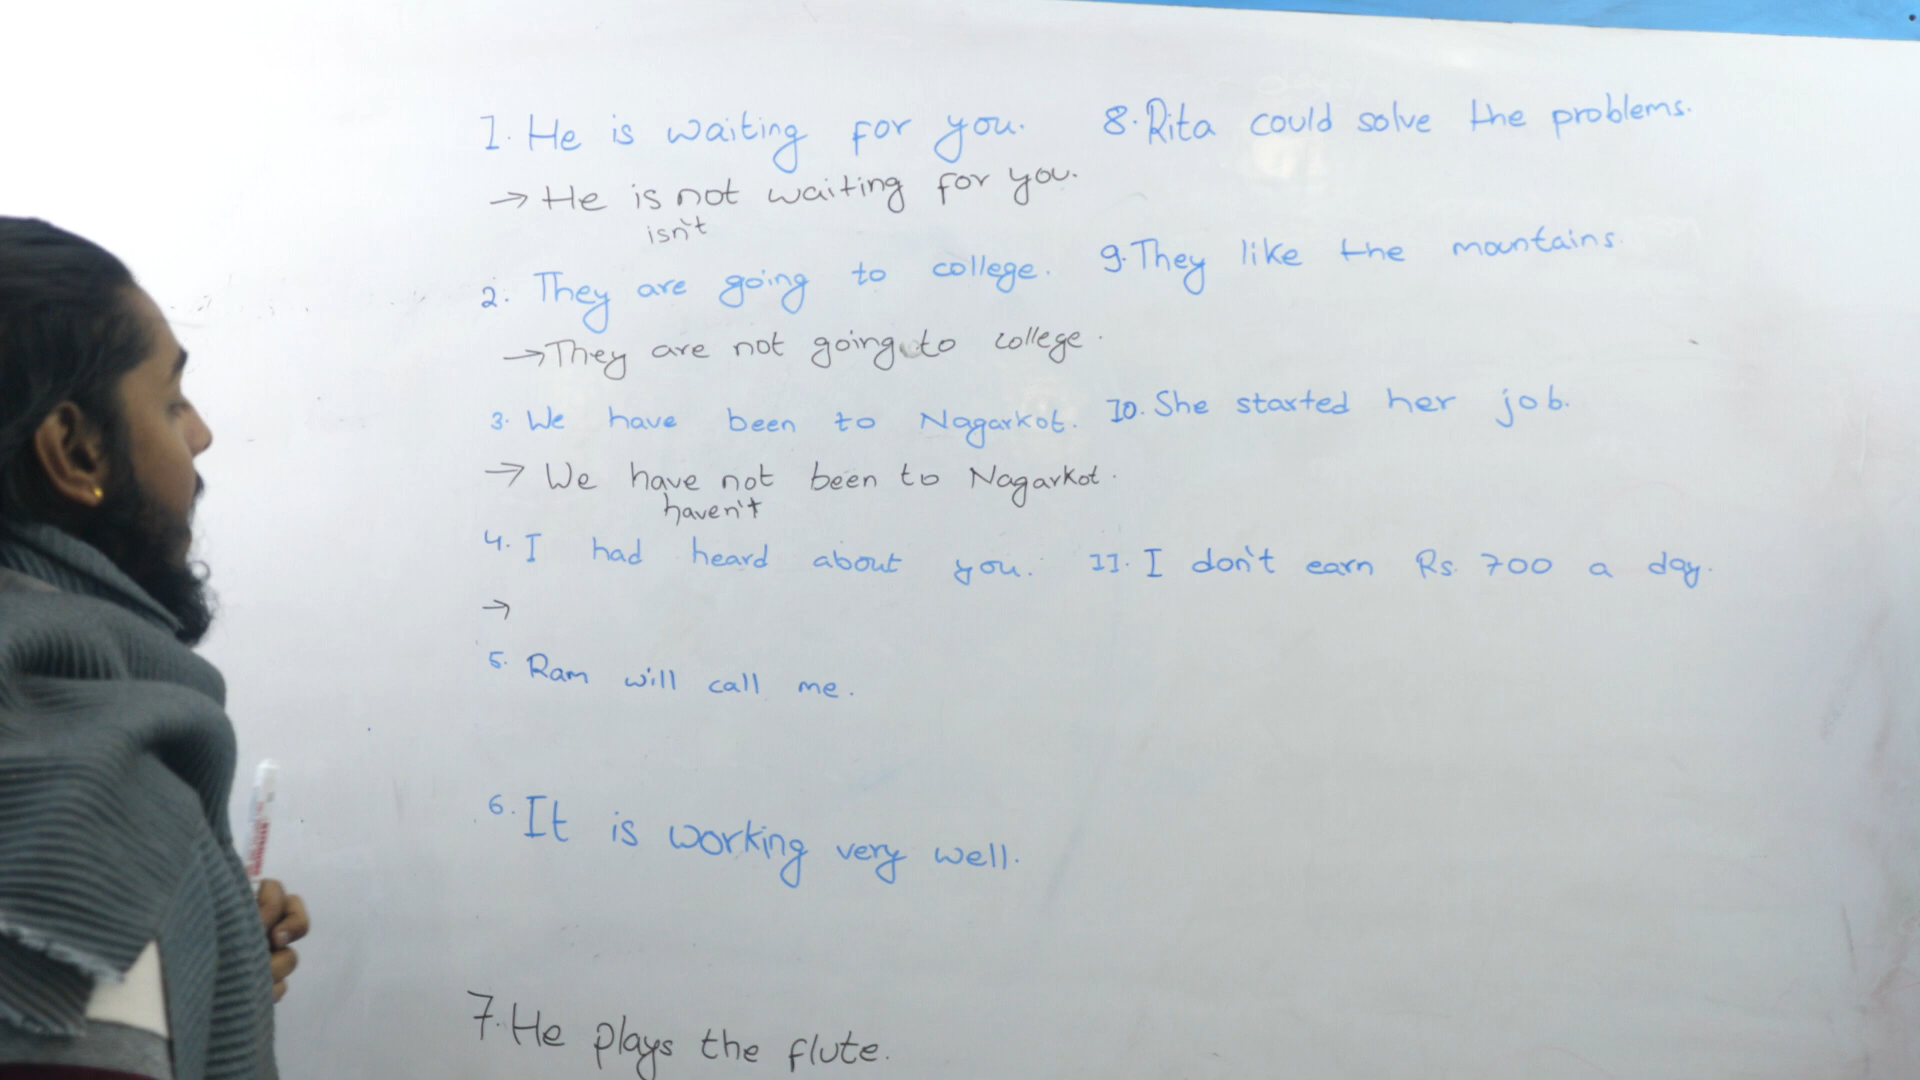 1. He is waiting for you.
→ He is not waiting for you.
isn't
2. They are going to college.
→ They are not going to college.
3. We have been to Nagarkot.
→ We have not been to Nagarkot.
haven't
4. I had heard about you.
→
5. Ram will call me.
6. It is working very well.
7. He plays the flute.
8. Rita could solve the problems.
9. They like the mountains
10. She started her job.
11. I don't earn Rs. 700 a day.